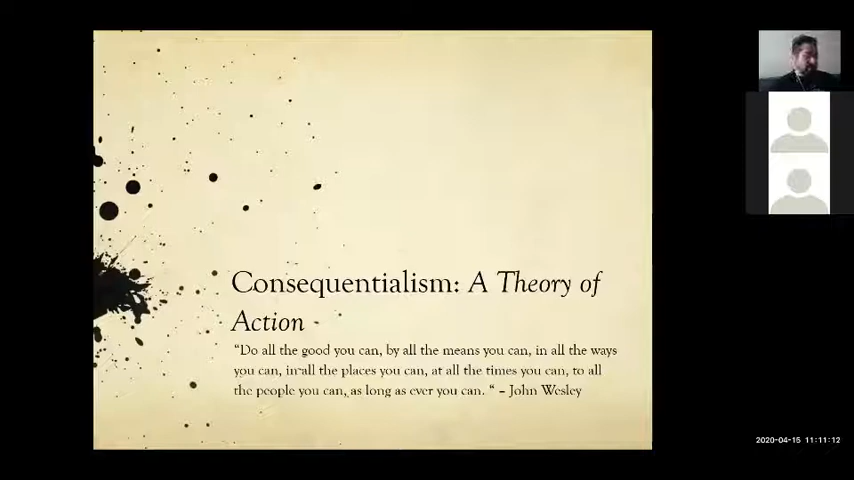 Consequentialism: A Theory of
Action
“Do all the good you can, by all the means you can, in all the ways
you can, in all the places you can, at all the times you can, to all
the people you can, as long as ever you can. “ – John Wesley
2020-04-15 11:11:12